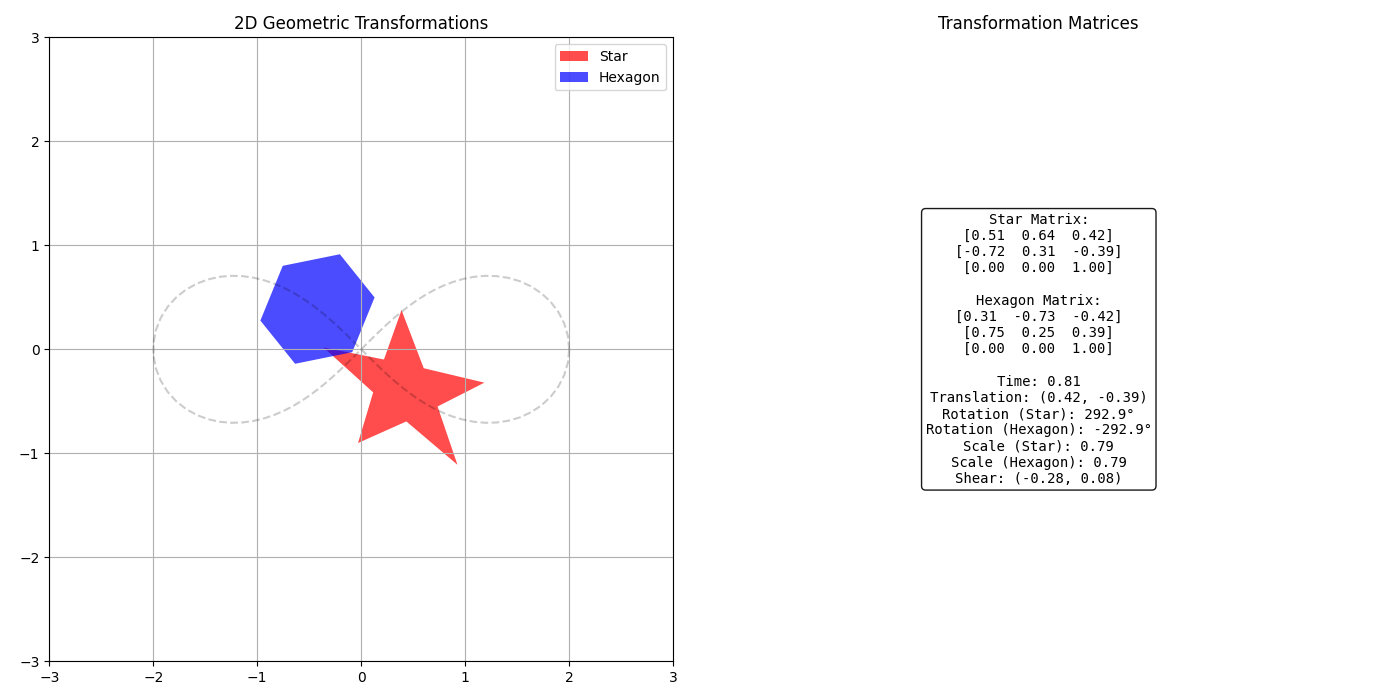 2D Geometric Transformations
3
2
1
0
−1
−2
−3
−3
−2
−1
0
1
2
3
Star
Hexagon
Transformation Matrices
Star Matrix:
[0.51  0.64  0.42]
[-0.72  0.31  -0.39]
[0.00  0.00  1.00]
Hexagon Matrix:
[0.31  -0.73  -0.42]
[0.75  0.25  0.39]
[0.00  0.00  1.00]
Time: 0.81
Translation: (0.42, -0.39)
Rotation (Star): 292.9°
Rotation (Hexagon): -292.9°
Scale (Star): 0.79
Scale (Hexagon): 0.79
Shear: (-0.28, 0.08)